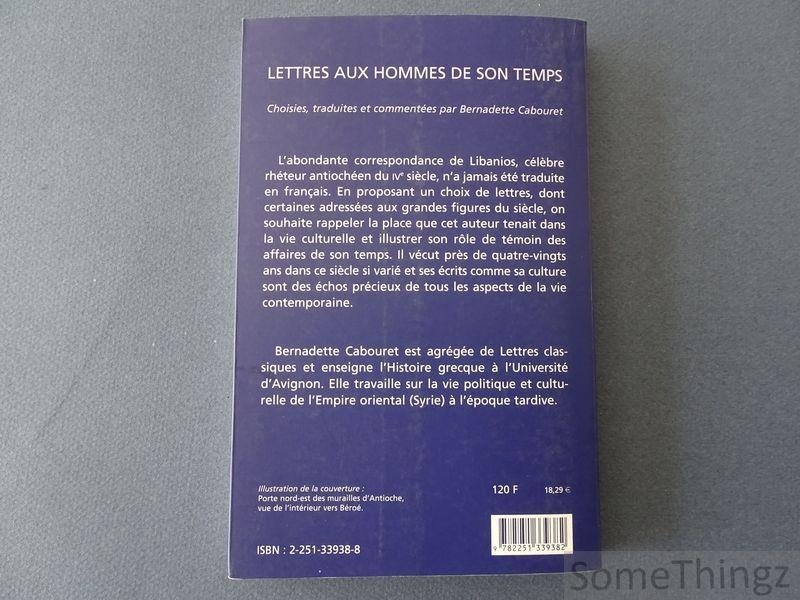 LETTRES AUX HOMMES DE SON TEMPS
Choisies, traduites et commentées par Bernadette Cabouret
L'abondante correspondance de Libanios, célèbre
rhéteur antiochéen du IVe siècle, n'a jamais été traduite
en français. En proposant un choix de lettres, dont
certaines adressées aux grandes figures du siècle, on
souhaite rappeler la place que cet auteur tenait dans
la vie culturelle et illustrer son rôle de témoin des
affaires de son temps. Il vécut près de quatre-vingts
ans dans ce siècle si varié et ses écrits comme sa culture
sont des échos précieux de tous les aspects de la vie
contemporaine.
Bernadette Cabouret est agrégée de Lettres clas-
siques et enseigne l'Histoire grecque à l'Université
d'Avignon. Elle travaille sur la vie politique et cultu-
relle de l'Empire oriental (Syrie) à l'époque tardive.
Illustration de la couverture :
Porte nord-est des murailles d'Antioche,
vue de l'intérieur vers Béroé.
120 F 18,29 €
9 782251 339382
ISBN : 2-251-33938-8
SomeThingz